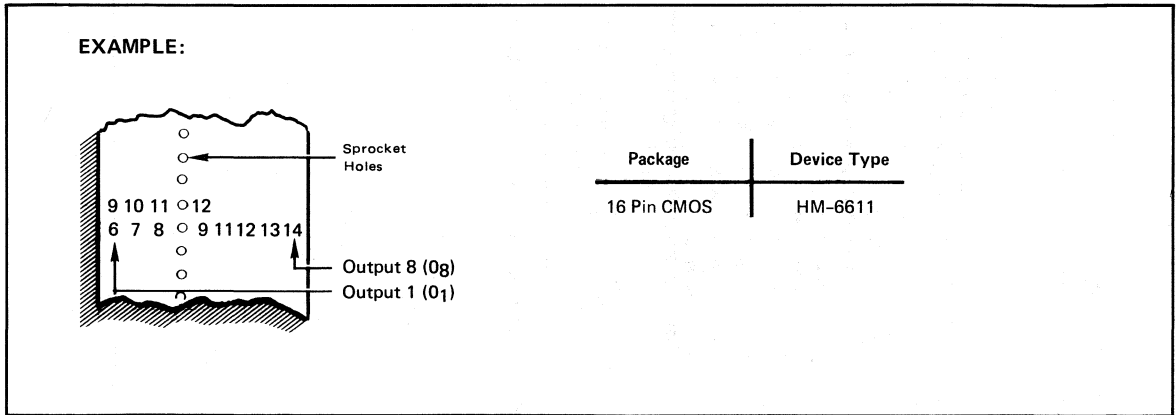 EXAMPLE:
Sprocket
Holes
9 10 11 12
6 7 8 9 11 12 13 14
Output 8 (08)
Output 1 (01)
Package Device Type
16 Pin CMOS HM-6611